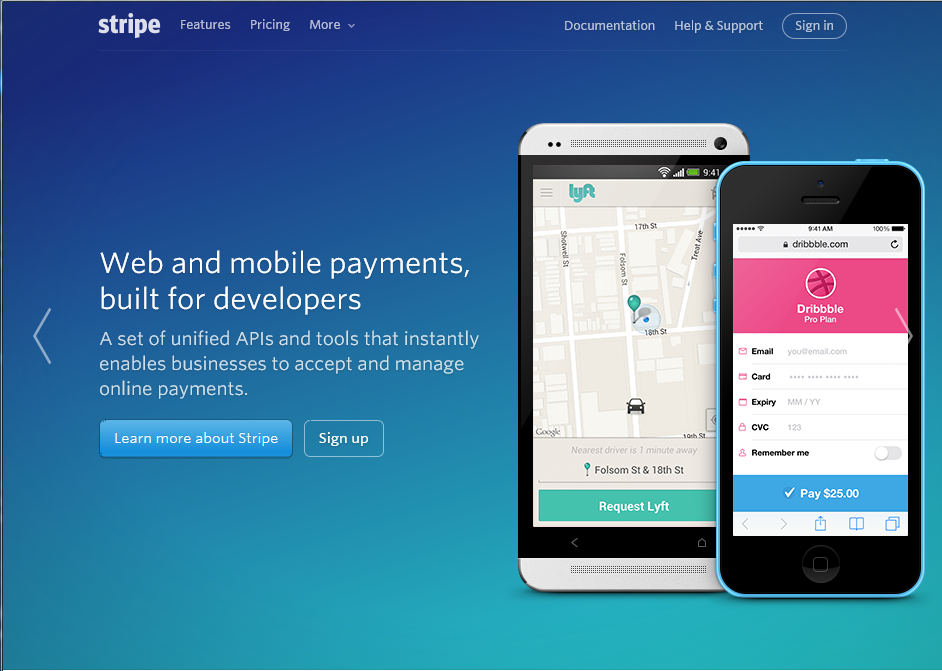 stripe Features Pricing More Documentation Help & Support Sign in
Web and mobile payments,
built for developers
A set of unified APIs and tools that instantly
enables businesses to accept and manage
online payments.
Learn more about Stripe Sign up
9:41
lyft
17th St
Shotwell St
Folsom St
Treat Ave
18th St
19th St
Google
Nearest driver is 1 minute away
Folsom St & 18th St
Request Lyft
9:41 AM 100%
dribbble.com
Dribbble
Pro Plan
Email you@email.com
Card •••• •••• •••• ••••
Expiry MM / YY
CVC 123
Remember me
Pay $25.00